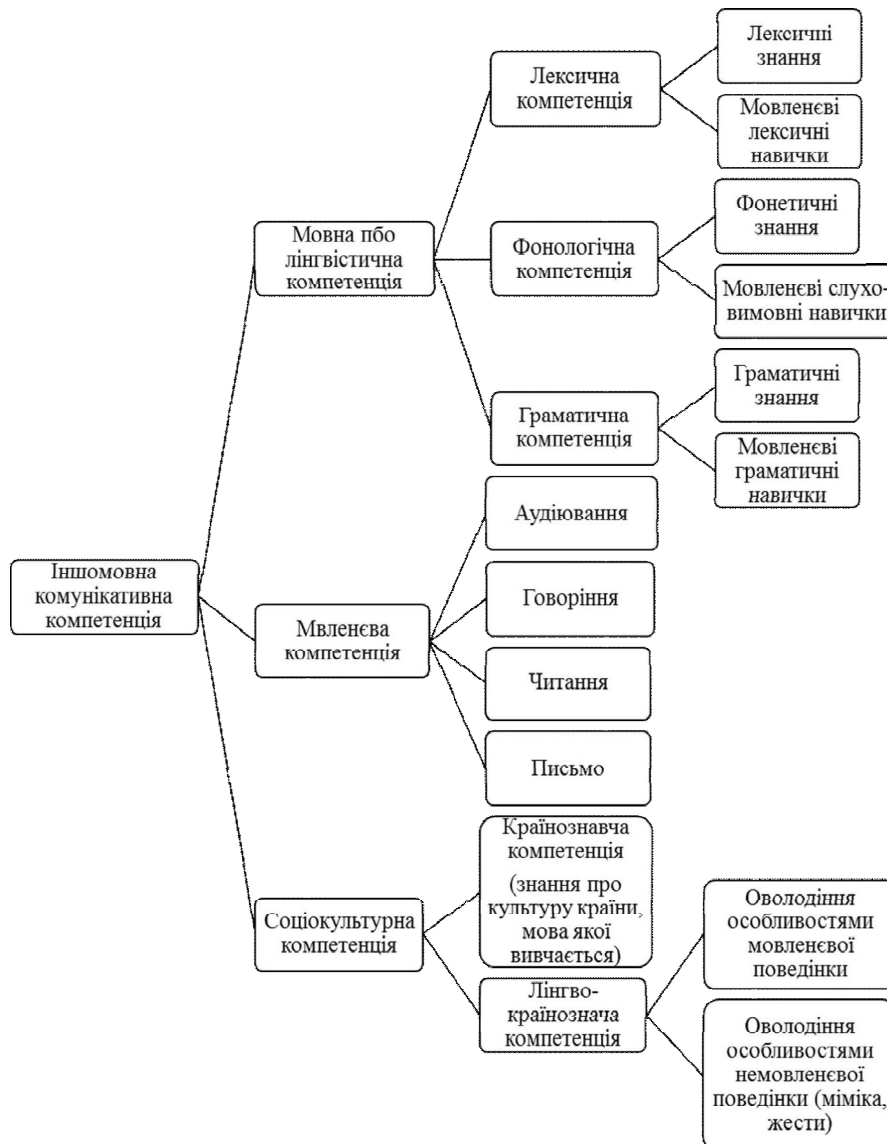 Іншомовна
комунікативна
компетенція
Мовна пбо
лінгвістична
компетенція
Лексична
компетенція
Лексичпі
знання
Мовленєві
лексичні
навички
Фонологічна
компетенція
Фонетичні
знання
Мовленєві слухо-
вимовні навички
Граматична
компетенція
Граматичні
знання
Мовленєві
граматичні
навички
Мвленєва
компетенція
Аудіювання
Говоріння
Читання
Письмо
Соціокультурна
компетенція
Країнознавча
компетенція
(знання про
культуру країни,
мова якої
вивчається)
Лінгво-
країнознача
компетенція
Оволодіння
особливостями
мовленєвої
поведінки
Оволодіння
особливостями
немовленєвої
поведінки (міміка,
жести)